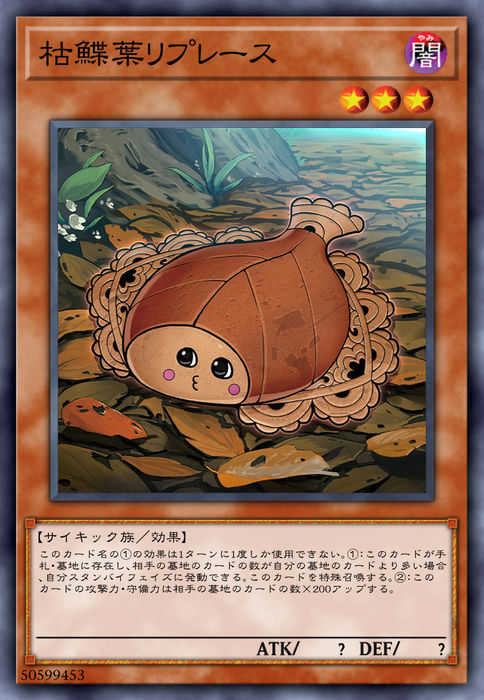 枯鰈葉リプレース
やみ
闇
【サイキック族／効果】
このカード名の①の効果は1ターンに1度しか使用できない。①：このカードが手
札・墓地に存在し、相手の墓地のカードの数が自分の墓地のカードより多い場合
、自分スタンバイフェイズに発動できる。このカードを特殊召喚する。②：この
カードの攻撃力・守備力は相手の墓地のカードの数×200アップする。
ATK/ ? DEF/ ?
50599453